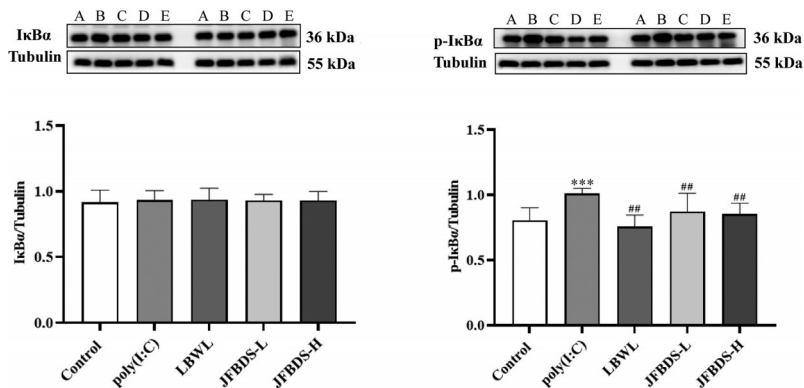 A B C D E A B C D E
IκBα 36 kDa
Tubulin 55 kDa
1.5
1.0
0.5
0.0
IκBα/Tubulin
Control poly(I:C) LBWL JFBDS-L JFBDS-H
A B C D E A B C D E
p-IκBα 36 kDa
Tubulin 55 kDa
1.5
1.0
0.5
0.0
p-IκBα/Tubulin
*** ## ## ##
Control poly(I:C) LBWL JFBDS-L JFBDS-H